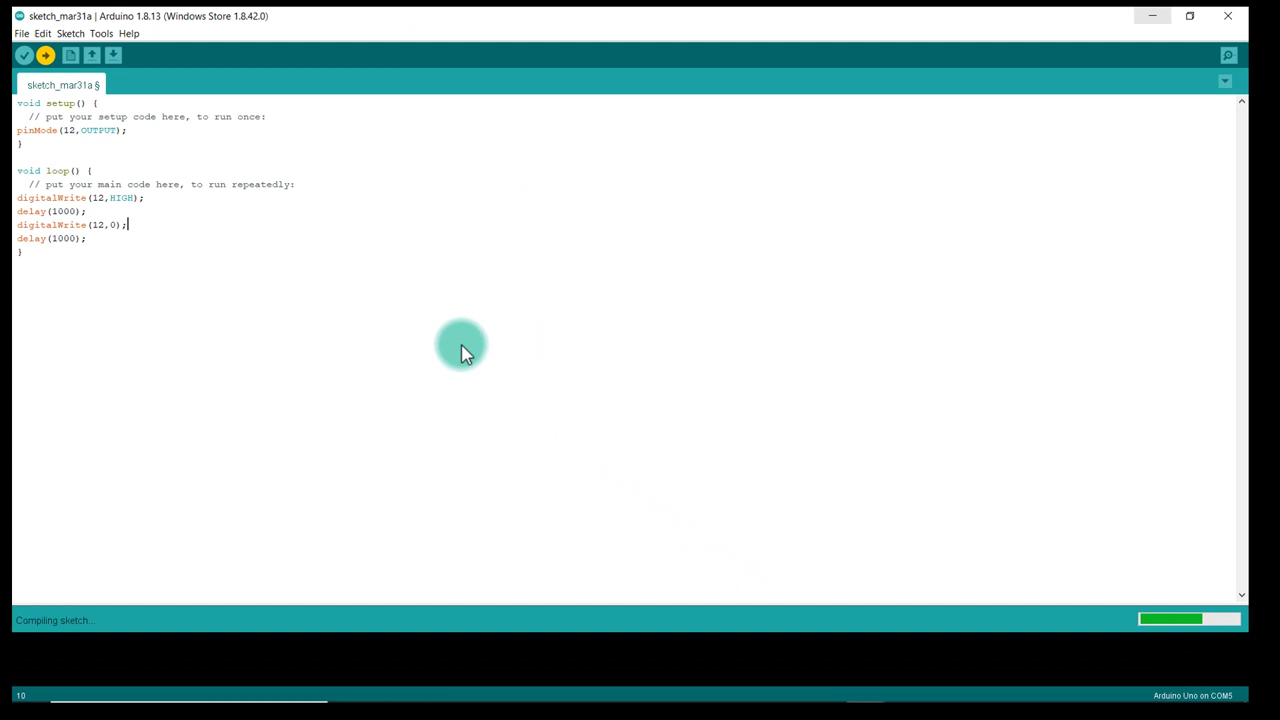 sketch_mar31a | Arduino 1.8.13 (Windows Store 1.8.42.0)
File Edit Sketch Tools Help
sketch_mar31a §
void setup() {
  // put your setup code here, to run once:
pinMode(12,OUTPUT);
}
void loop() {
  // put your main code here, to run repeatedly:
digitalWrite(12,HIGH);
delay(1000);
digitalWrite(12,0);
delay(1000);
}
Compiling sketch...
10
Arduino Uno on COM5